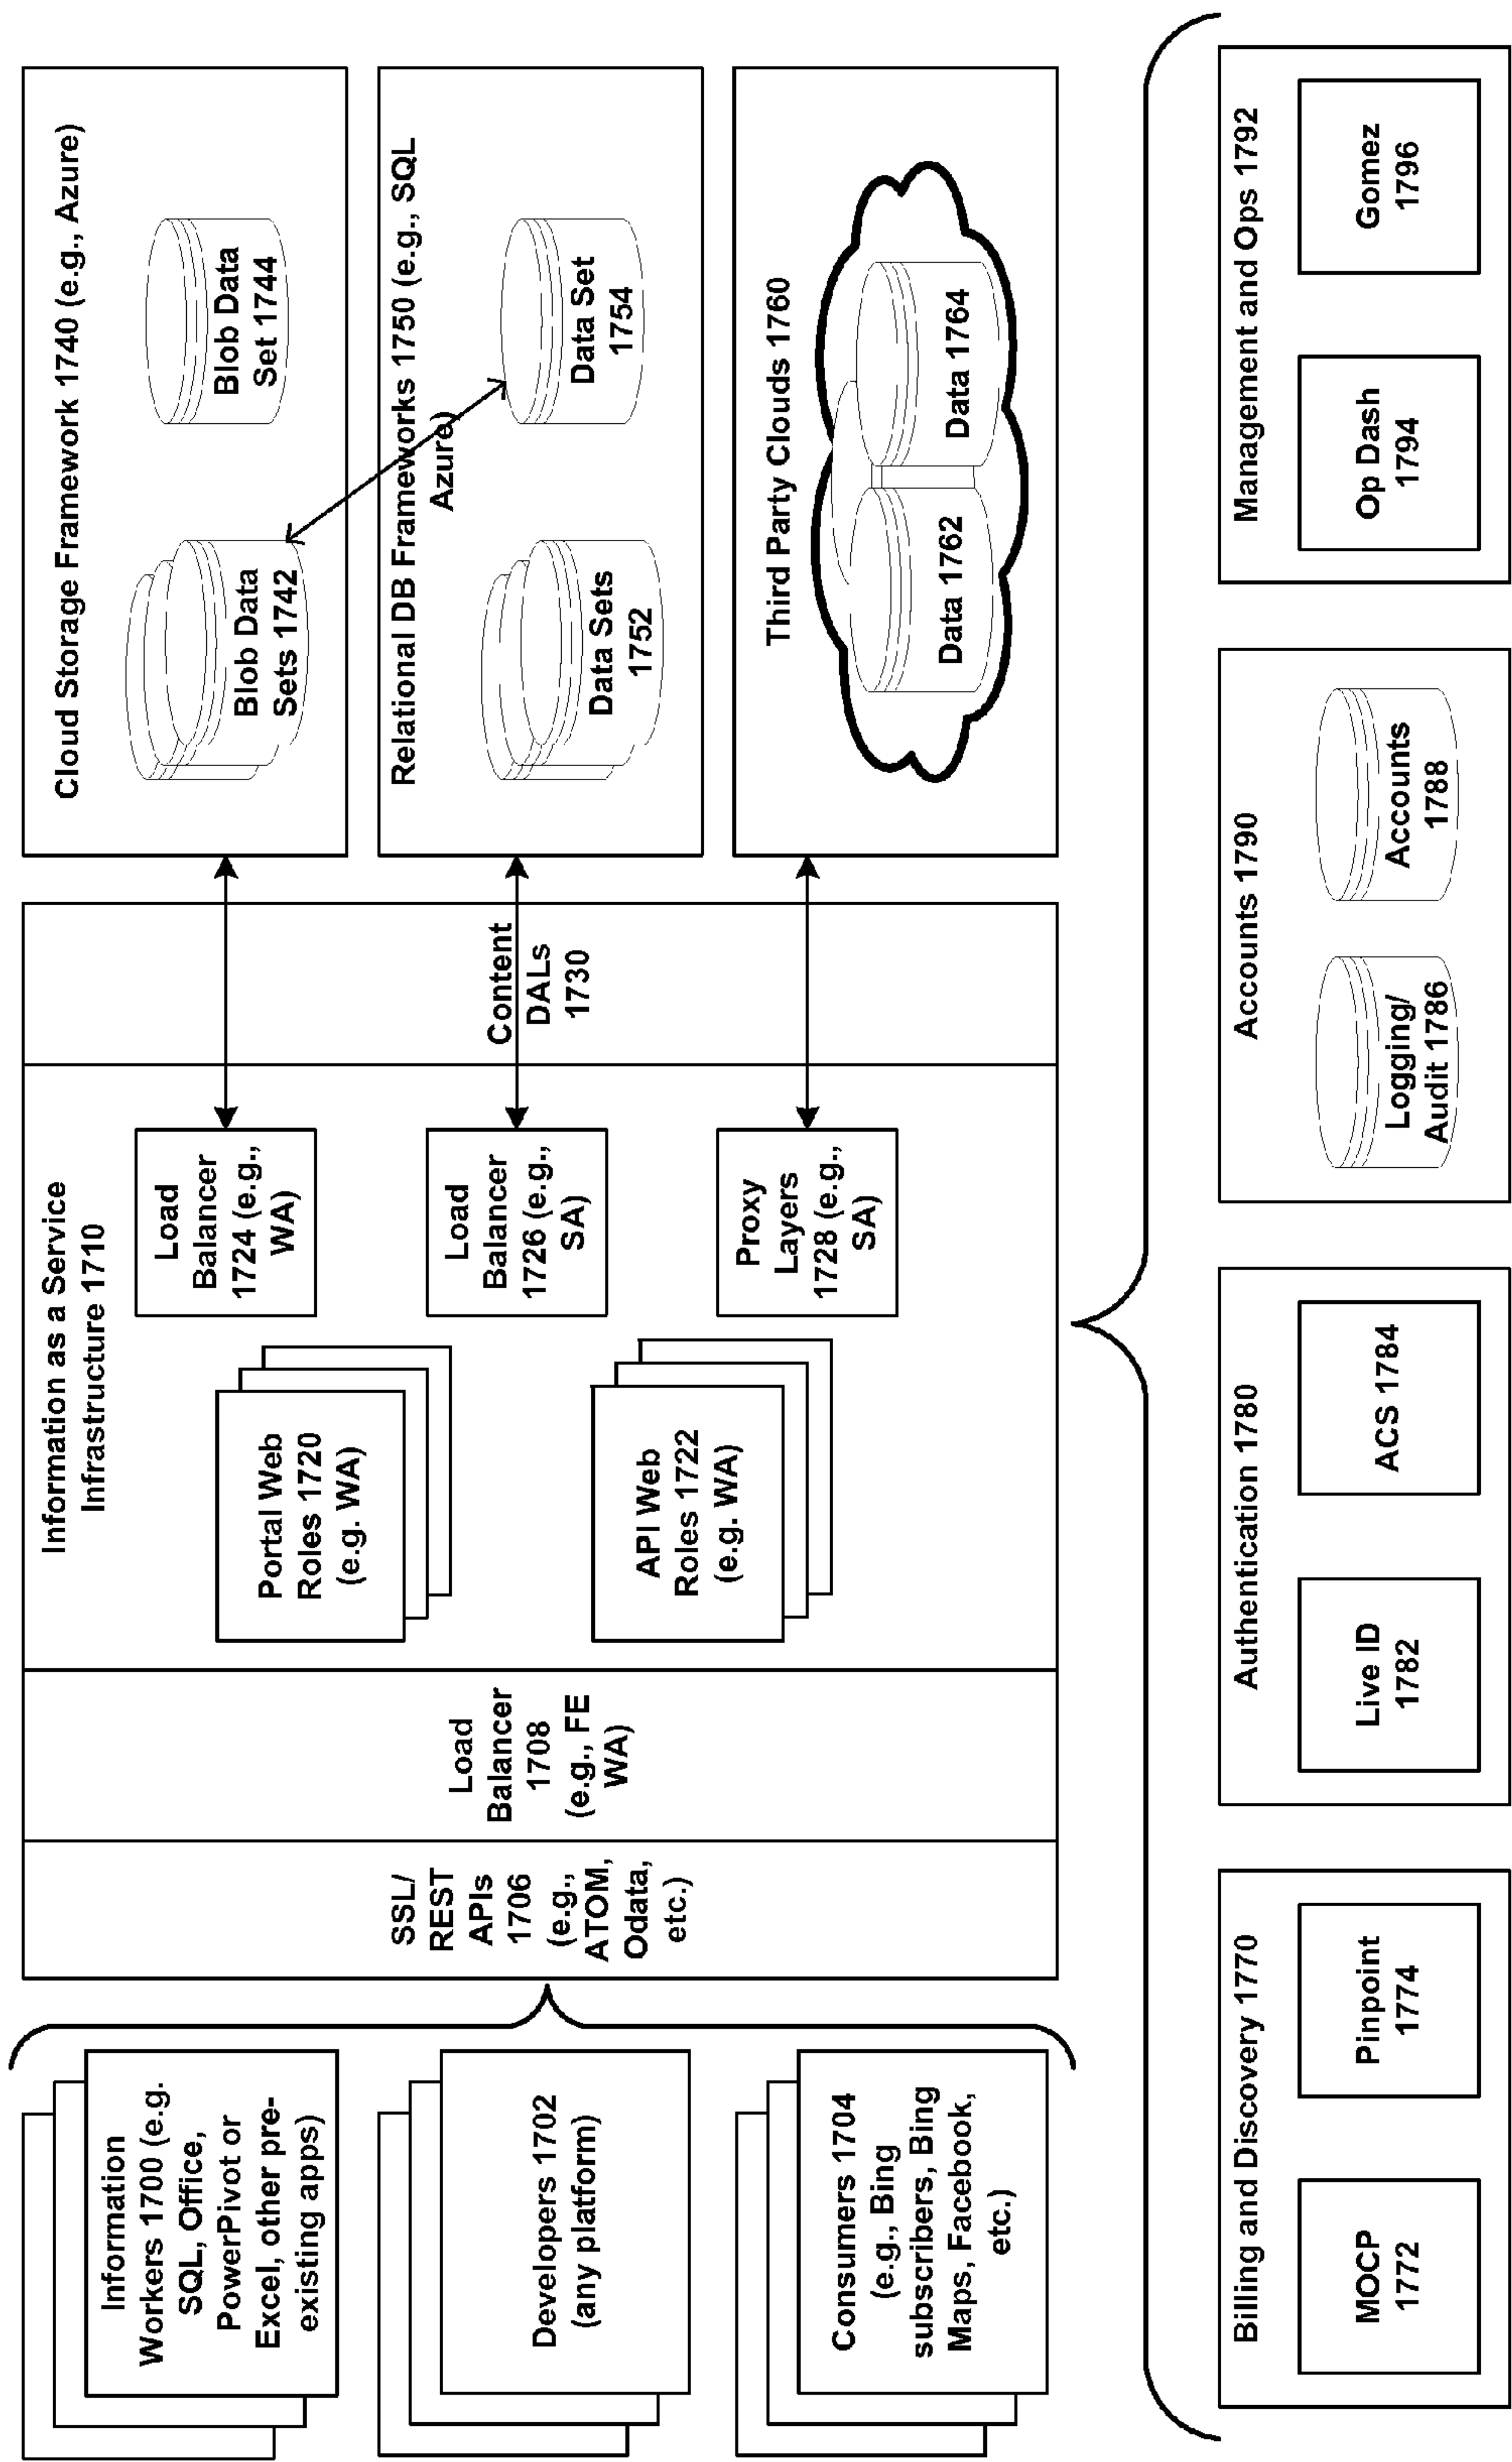 Information
Workers 1700 (e.g.
SQL, Office,
PowerPivot or
Excel, other pre-
existing apps)
Developers 1702
(any platform)
Consumers 1704
(e.g., Bing
subscribers, Bing
Maps, Facebook,
etc.)
SSL/
REST
APIs
1706
(e.g.,
ATOM,
Odata,
etc.)
Load
Balancer
1708
(e.g., FE
WA)
Information as a Service
Infrastructure 1710
Portal Web
Roles 1720
(e.g. WA)
API Web
Roles 1722
(e.g. WA)
Load
Balancer
1724 (e.g.,
WA)
Load
Balancer
1726 (e.g.,
SA)
Proxy
Layers
1728 (e.g.,
SA)
Content
DALs
1730
Cloud Storage Framework 1740 (e.g., Azure)
Blob Data
Sets 1742
Blob Data
Set 1744
Relational DB Frameworks 1750 (e.g., SQL
Azure)
Data Sets
1752
Data Set
1754
Third Party Clouds 1760
Data 1762
Data 1764
Billing and Discovery 1770
MOCP
1772
Pinpoint
1774
Authentication 1780
Live ID
1782
ACS 1784
Accounts 1790
Logging/
Audit 1786
Accounts
1788
Management and Ops 1792
Op Dash
1794
Gomez
1796